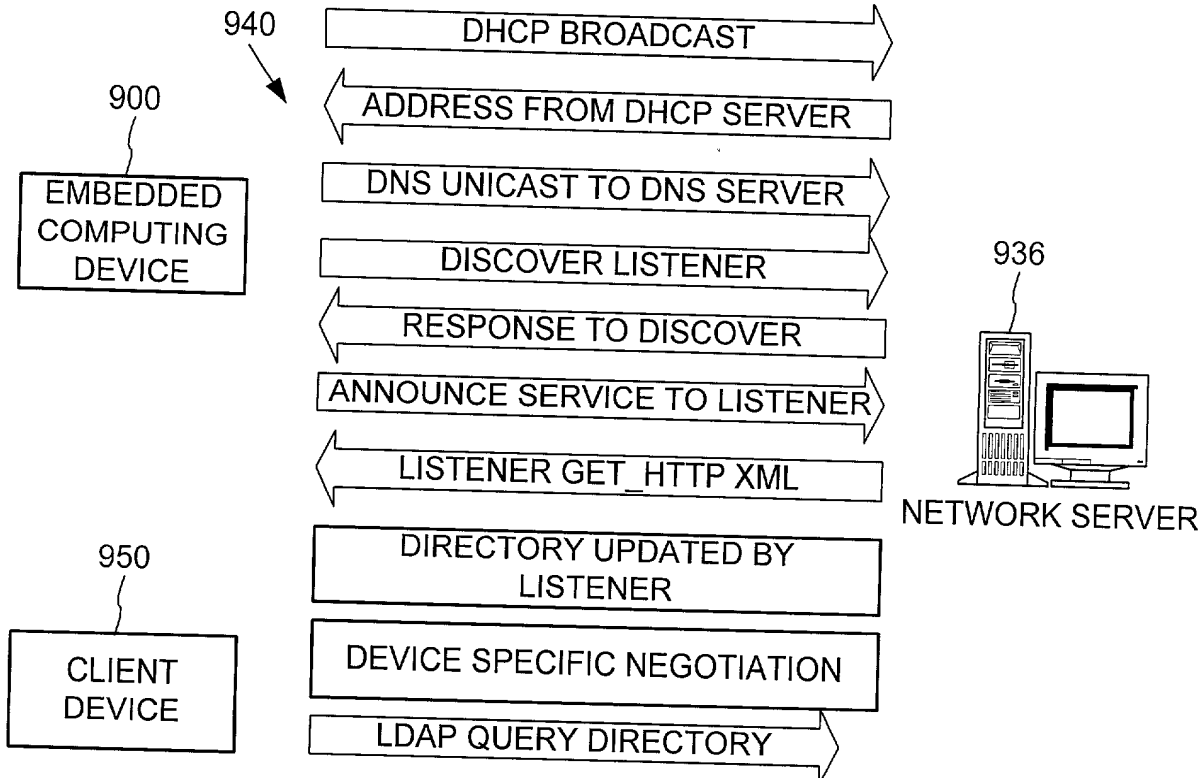 940
DHCP BROADCAST
ADDRESS FROM DHCP SERVER
900
EMBEDDED
COMPUTING
DEVICE
DNS UNICAST TO DNS SERVER
DISCOVER LISTENER
RESPONSE TO DISCOVER
936
ANNOUNCE SERVICE TO LISTENER
LISTENER GET_HTTP XML
NETWORK SERVER
DIRECTORY UPDATED BY
LISTENER
950
CLIENT
DEVICE
DEVICE SPECIFIC NEGOTIATION
LDAP QUERY DIRECTORY